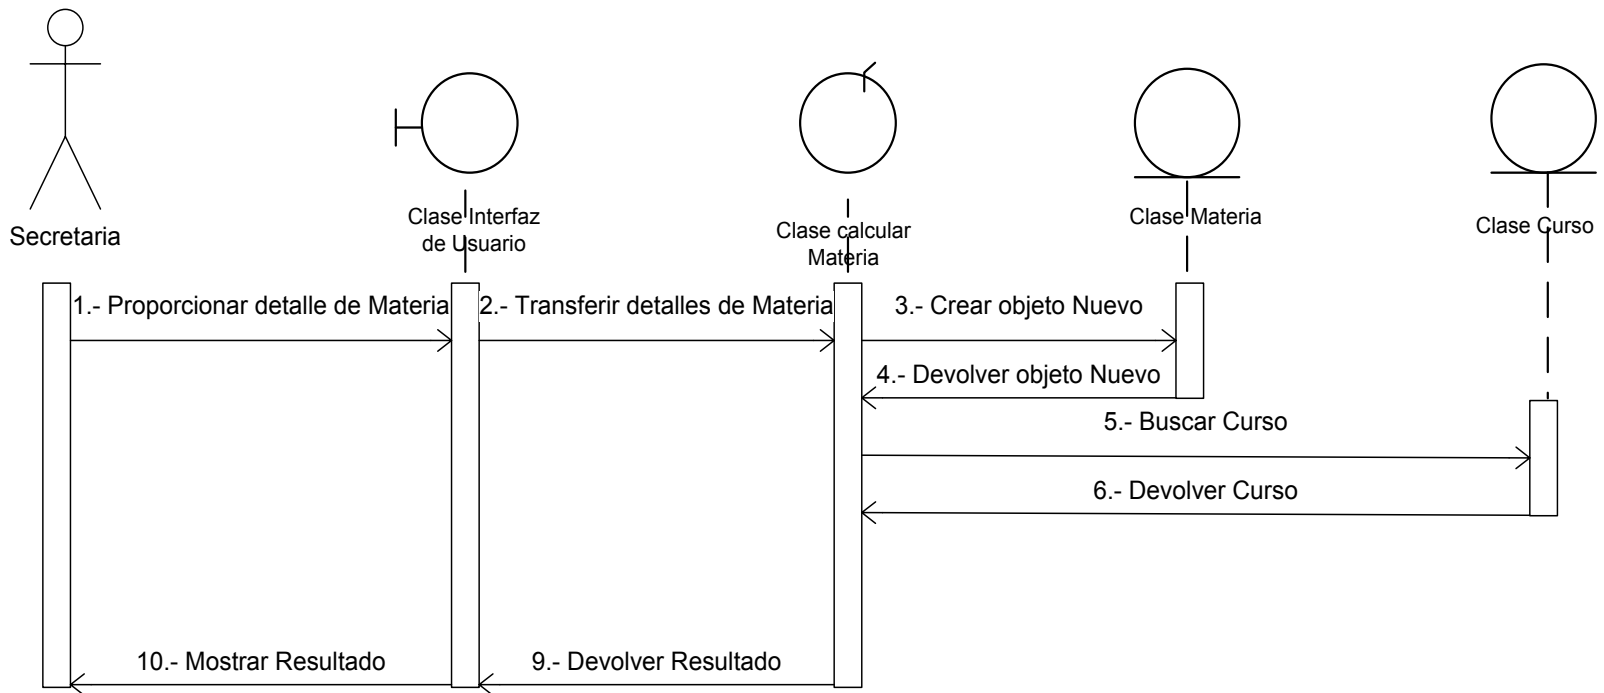 Secretaria
Clase Interfaz
de Usuario
Clase calcular
Materia
Clase Materia
Clase Curso
1.- Proporcionar detalle de Materia
2.- Transferir detalles de Materia
3.- Crear objeto Nuevo
4.- Devolver objeto Nuevo
5.- Buscar Curso
6.- Devolver Curso
10.- Mostrar Resultado
9.- Devolver Resultado